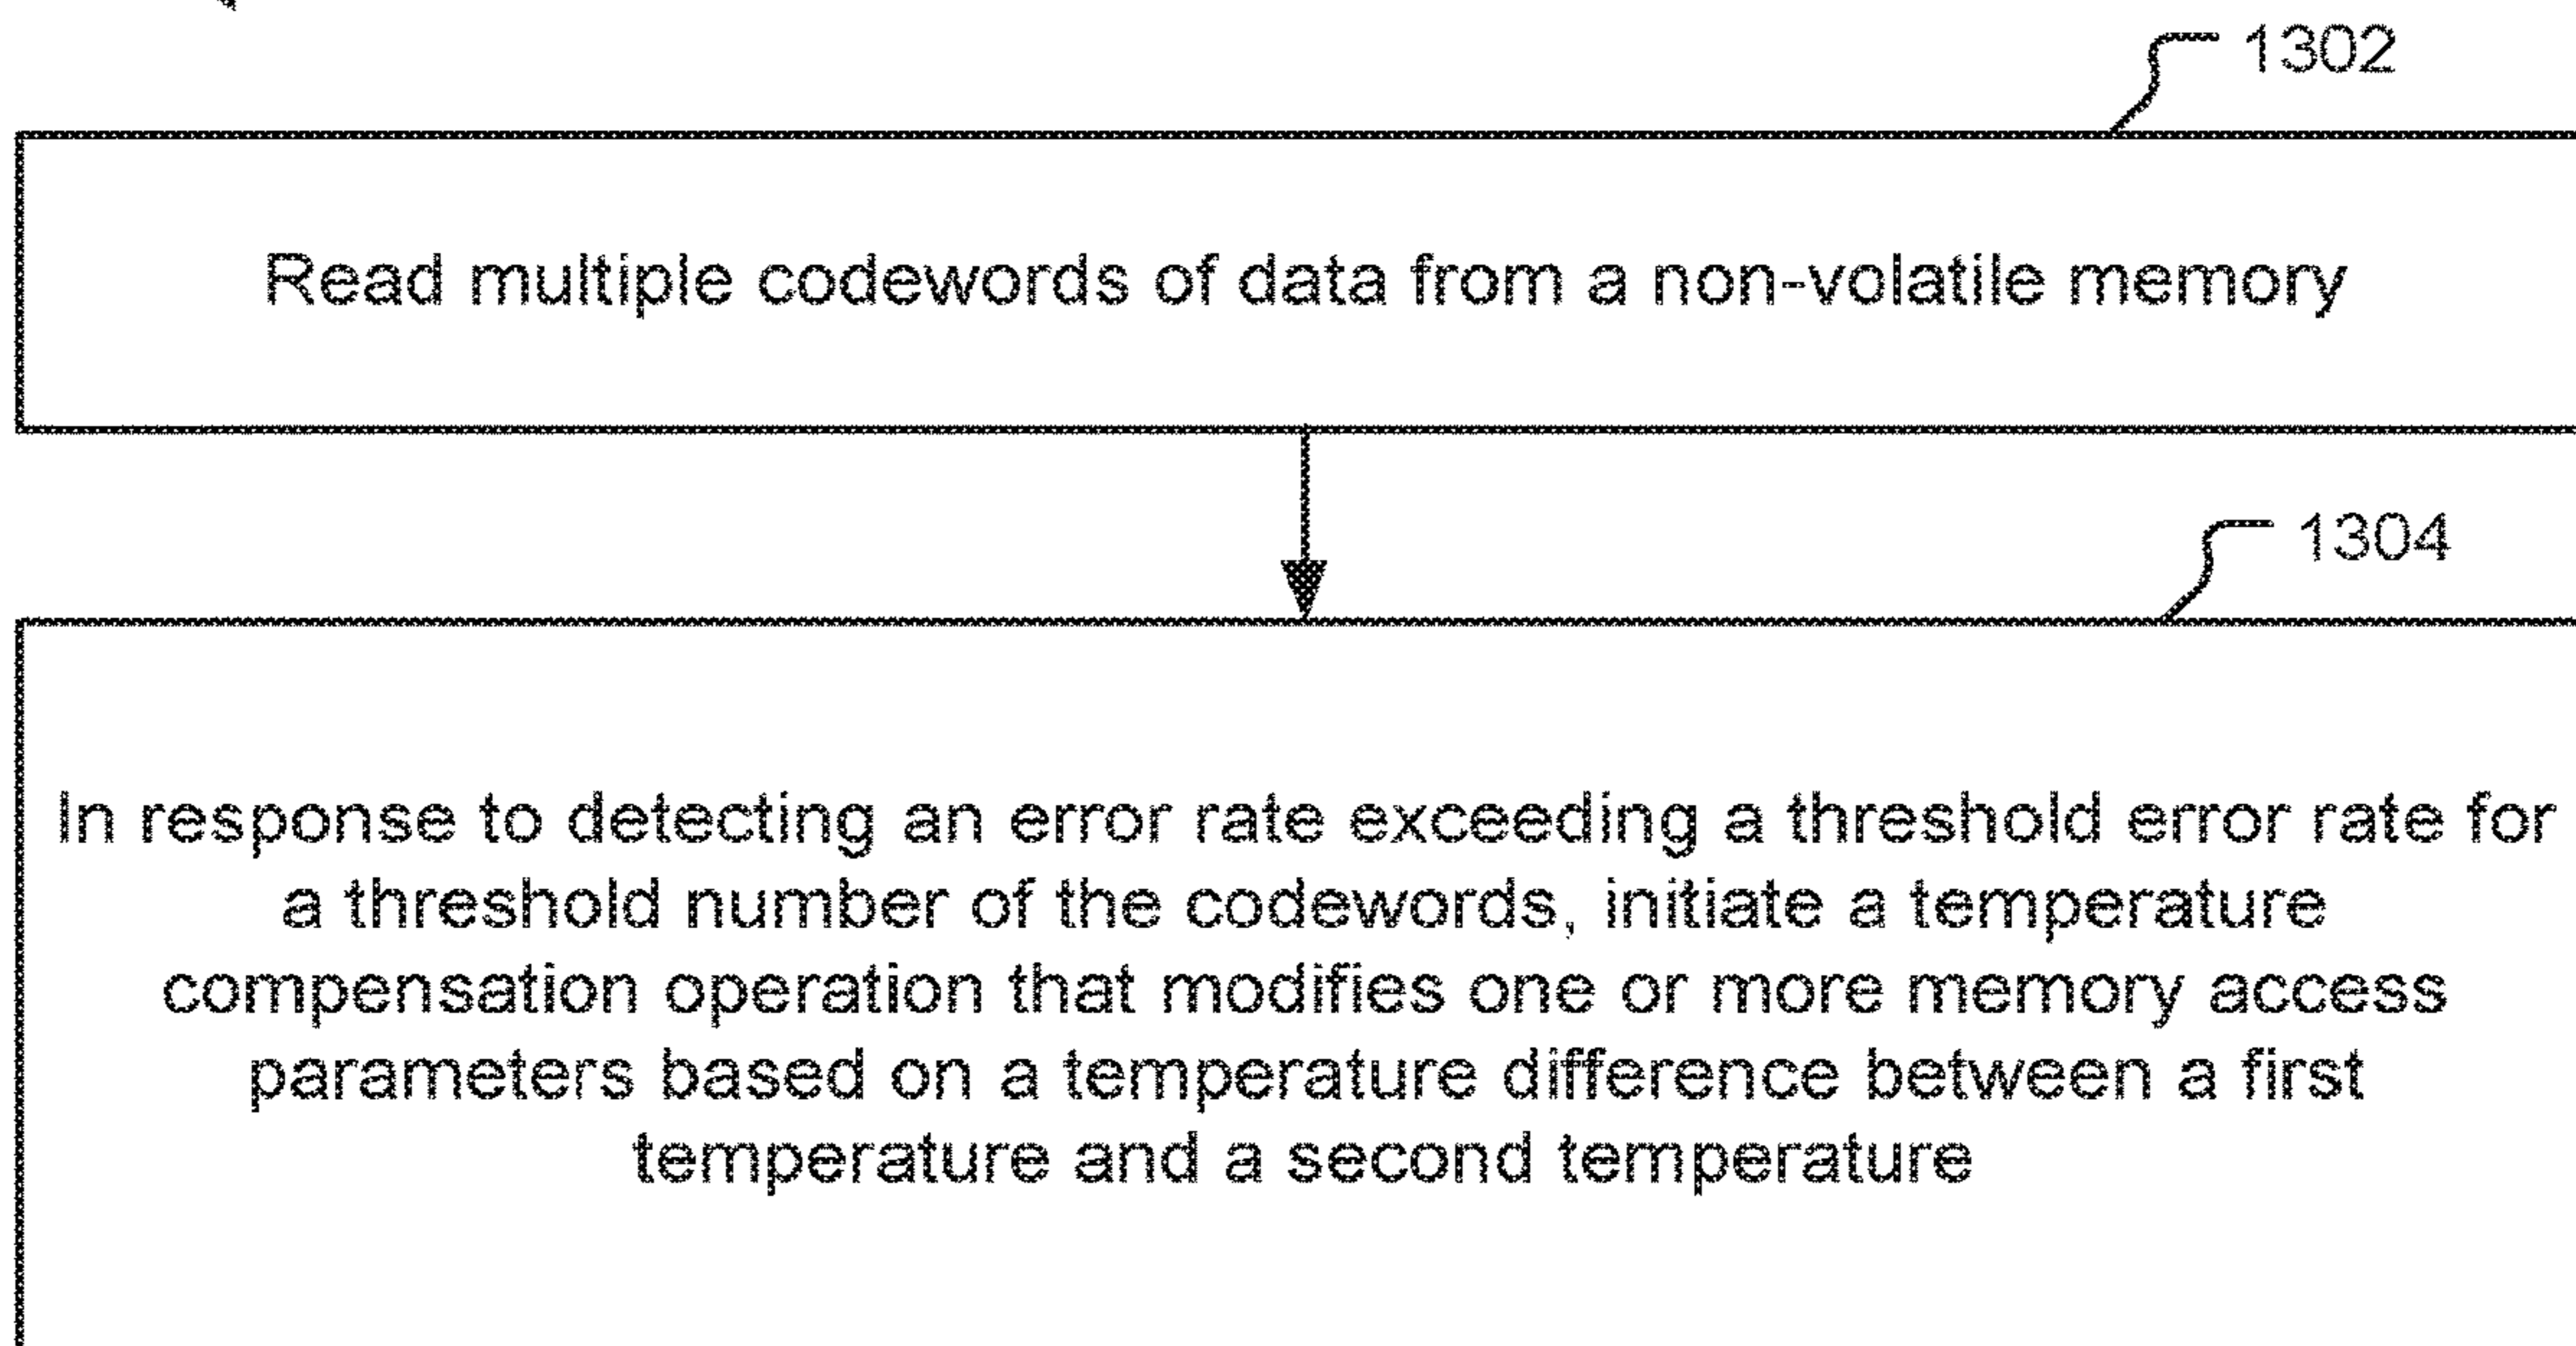 1302
Read multiple codewords of data from a non-volatile memory
1304
In response to detecting an error rate exceeding a threshold error rate for
a threshold number of the codewords, initiate a temperature
compensation operation that modifies one or more memory access
parameters based on a temperature difference between a first
temperature and a second temperature